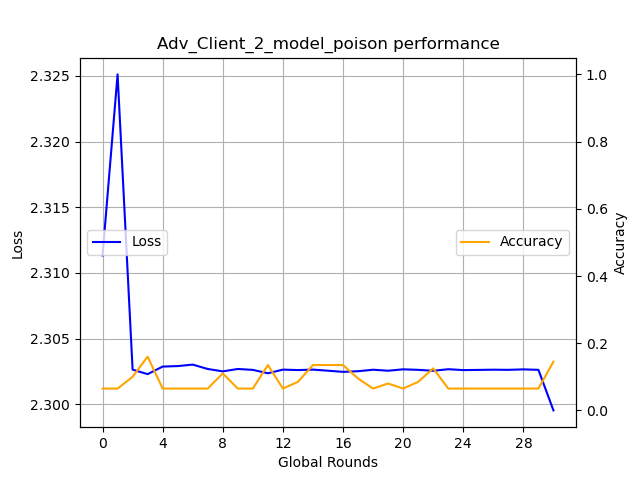 Adv_Client_2_model_poison performance
Loss
2.325
2.320
2.315
2.310
2.305
2.300
Loss
Accuracy
1.0
0.8
0.6
0.4
0.2
0.0
Accuracy
0 4 8 12 16 20 24 28
Global Rounds